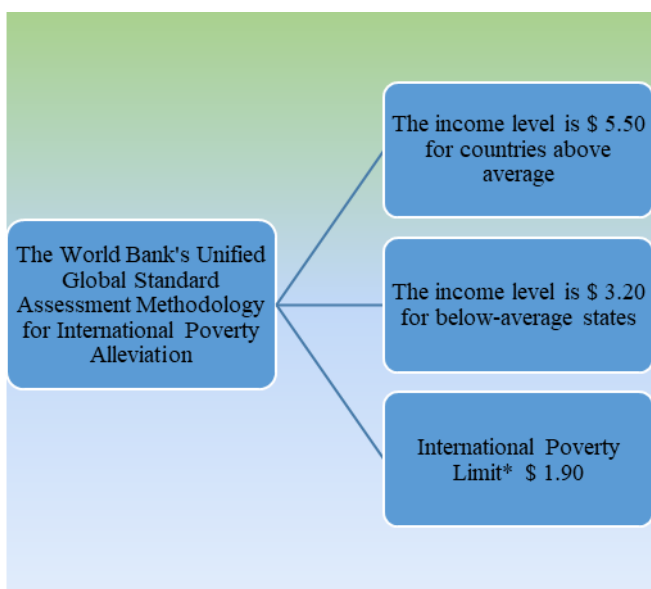 The World Bank's Unified
Global Standard
Assessment Methodology
for International Poverty
Alleviation
The income level is $ 5.50
for countries above
average
The income level is $ 3.20
for below-average states
International Poverty
Limit* $ 1.90